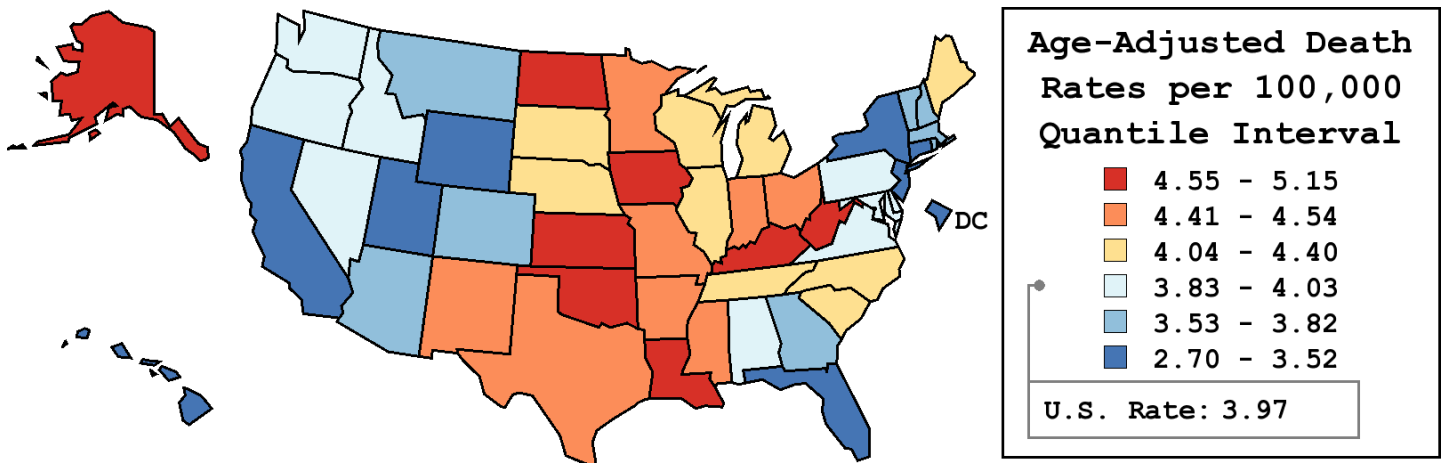 Age-Adjusted Death
Rates per 100,000
Quantile Interval
4.55 - 5.15
4.41 - 4.54
4.04 - 4.40
3.83 - 4.03
3.53 - 3.82
2.70 - 3.52
U.S. Rate: 3.97
DC